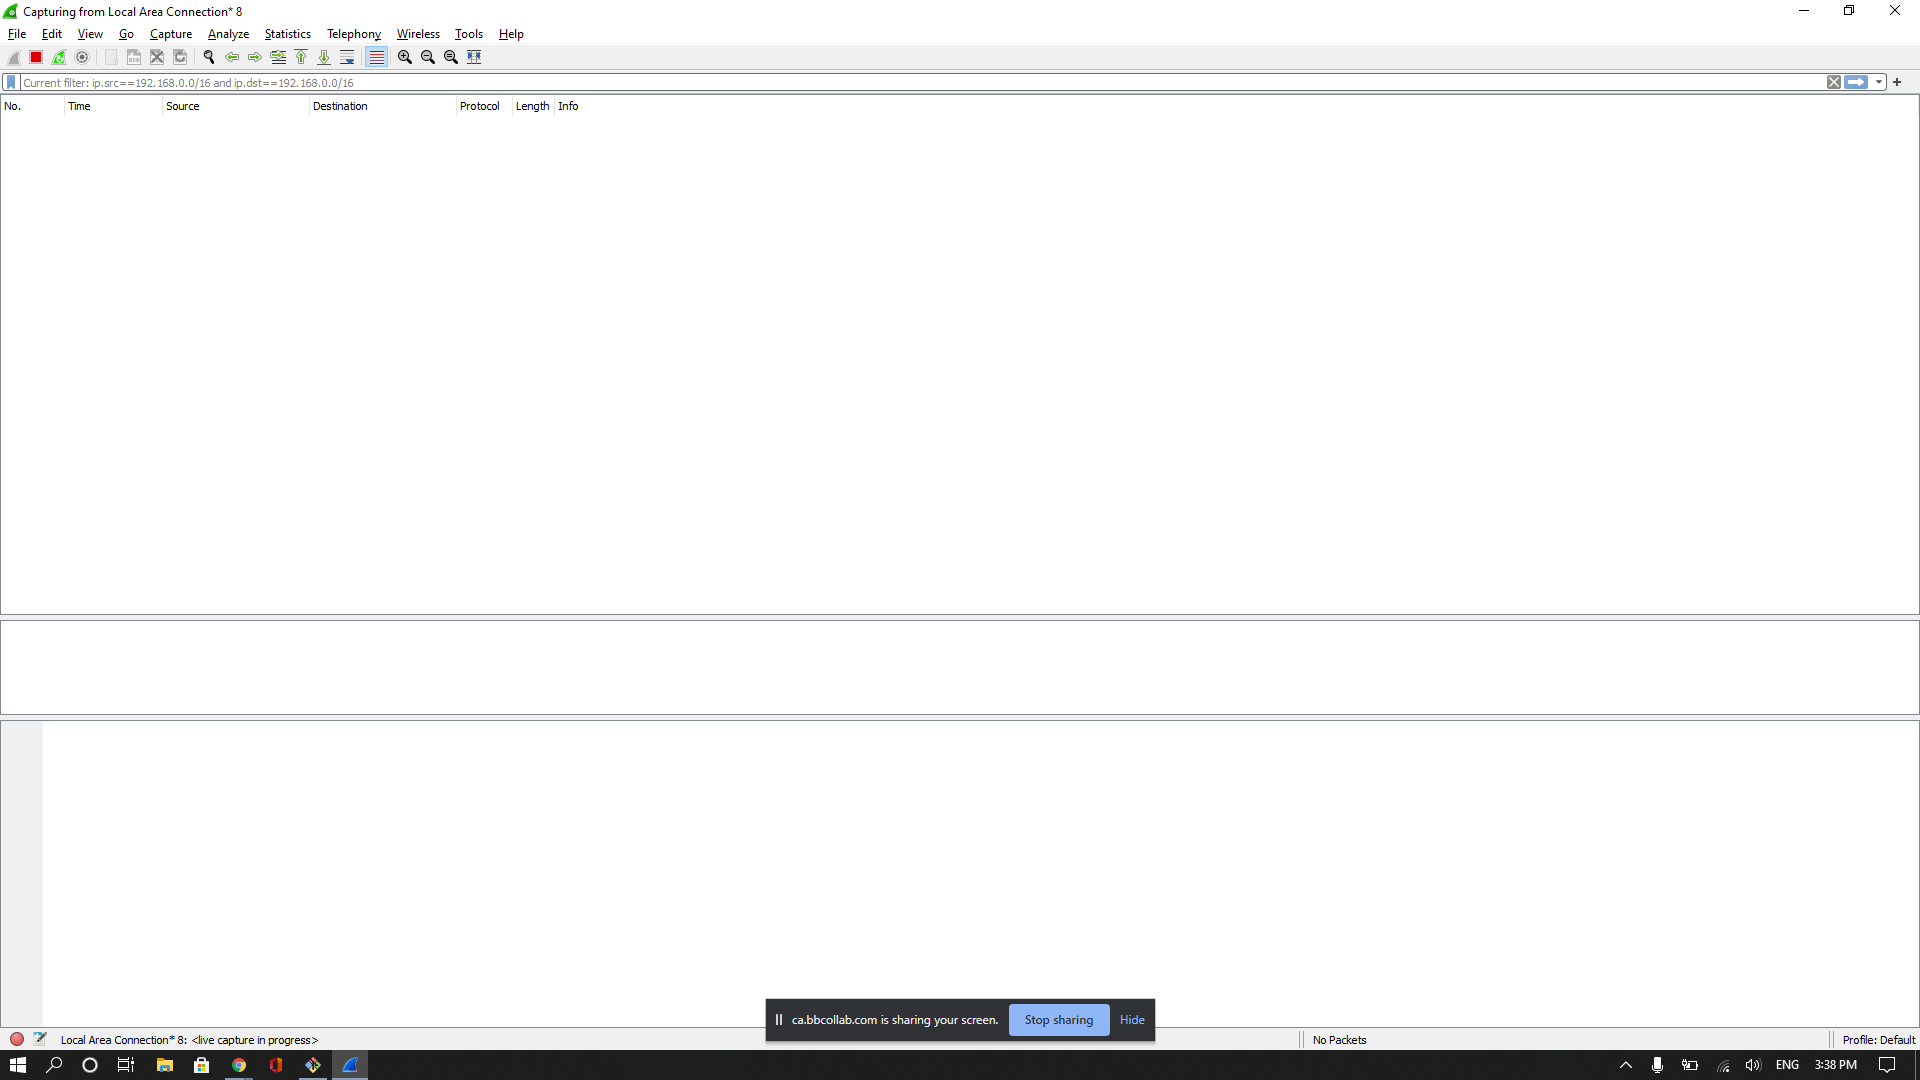 Capturing from Local Area Connection* 8
File Edit View Go Capture Analyze Statistics Telephony Wireless Tools Help
Current filter: ip.src==192.168.0.0/16 and ip.dst==192.168.0.0/16
No. Time Source Destination Protocol Length Info
ca.bbcollab.com is sharing your screen. Stop sharing Hide
Local Area Connection* 8: <live capture in progress> No Packets Profile: Default
ENG 3:38 PM